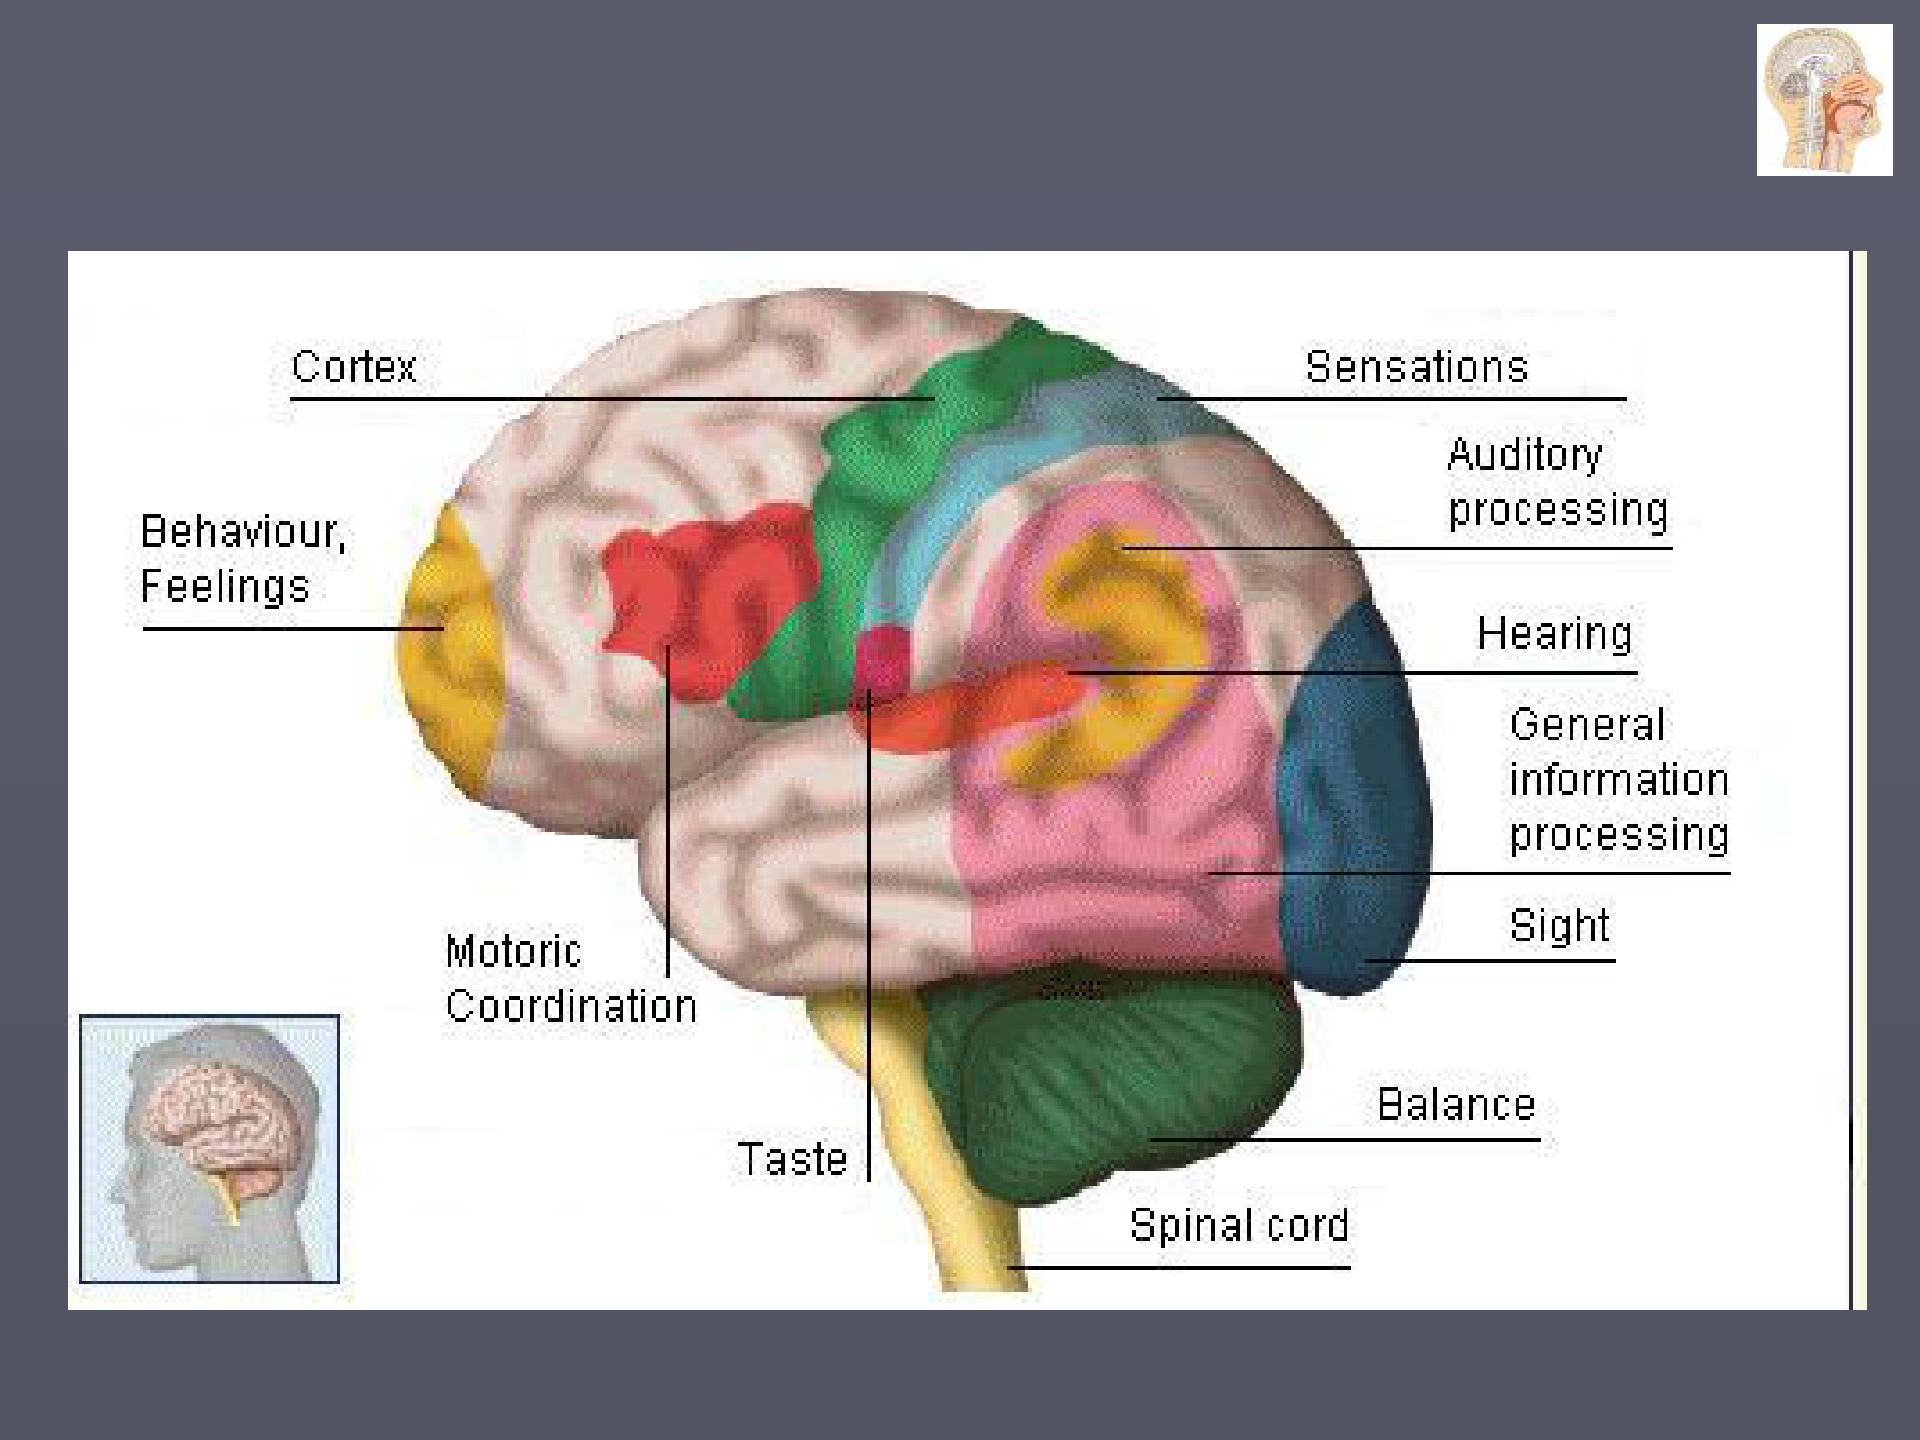 Cortex
Sensations
Auditory
processing
Behaviour,
Feelings
Hearing
General
information
processing
Sight
Motoric
Coordination
Balance
Taste
Spinal cord